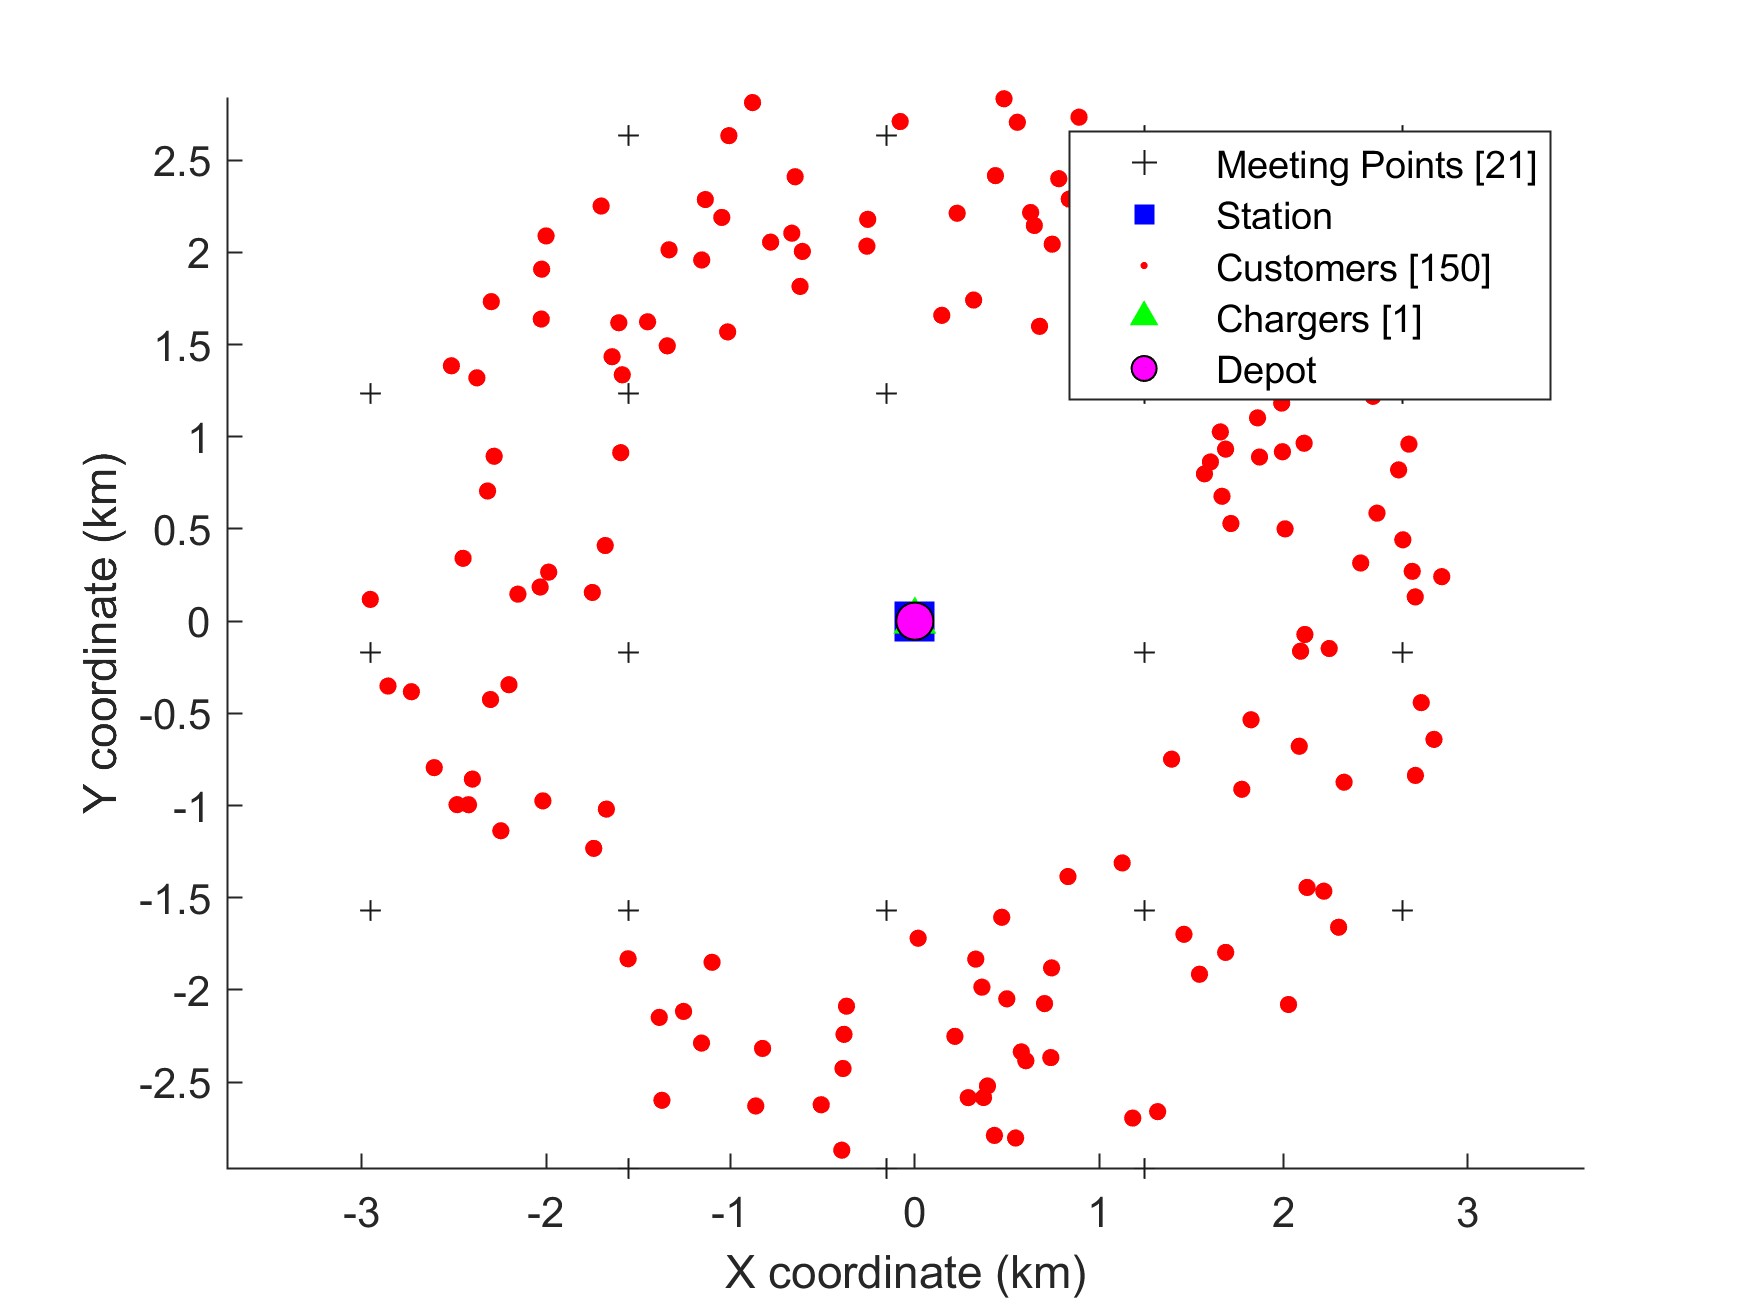 2.5
2
1.5
1
0.5
0
-0.5
-1
-1.5
-2
-2.5
Y coordinate (km)
Meeting Points [21]
Station
Customers [150]
Chargers [1]
Depot
-3 -2 -1 0 1 2 3
X coordinate (km)